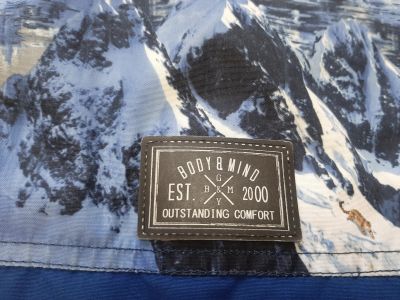 BODY & MIND
G
EST. B M 2000
Y
OUTSTANDING COMFORT